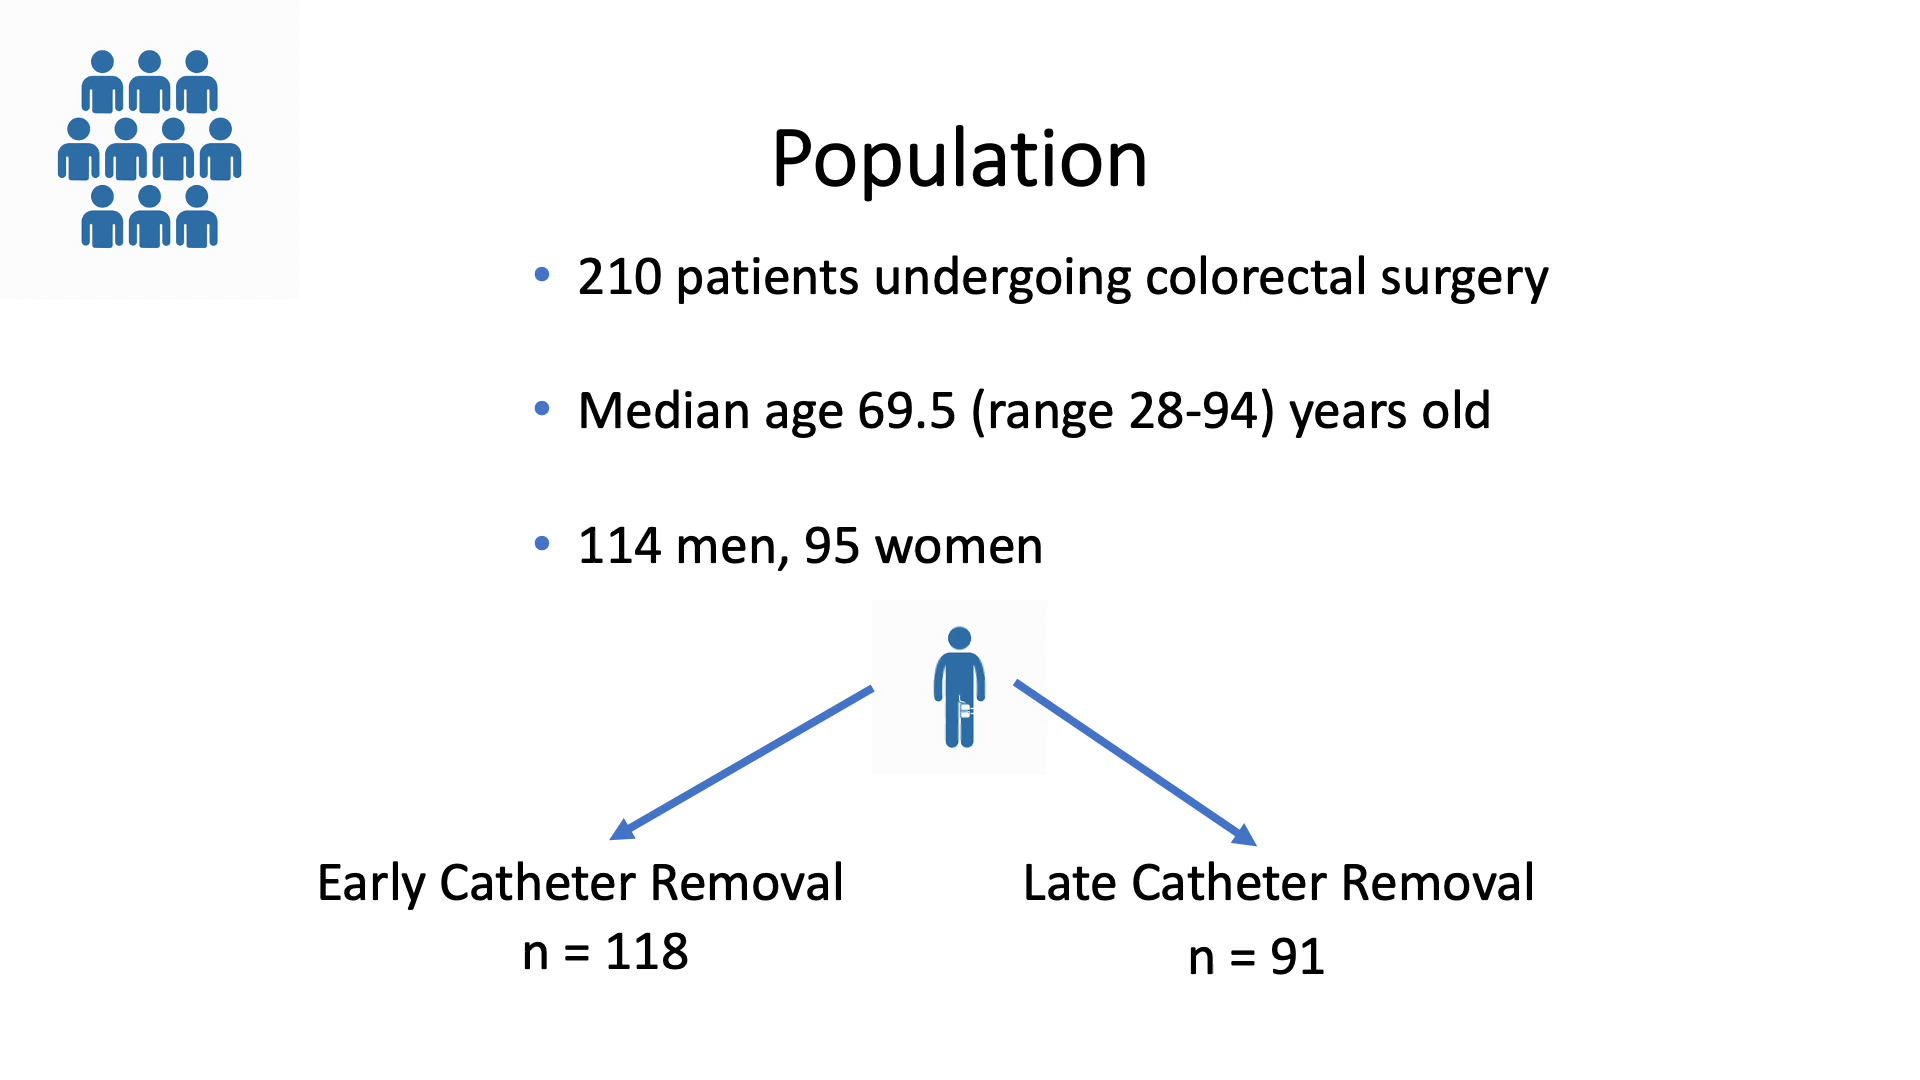 Population
• 210 patients undergoing colorectal surgery
• Median age 69.5 (range 28-94) years old
• 114 men, 95 women
Early Catheter Removal
n = 118
Late Catheter Removal
n = 91